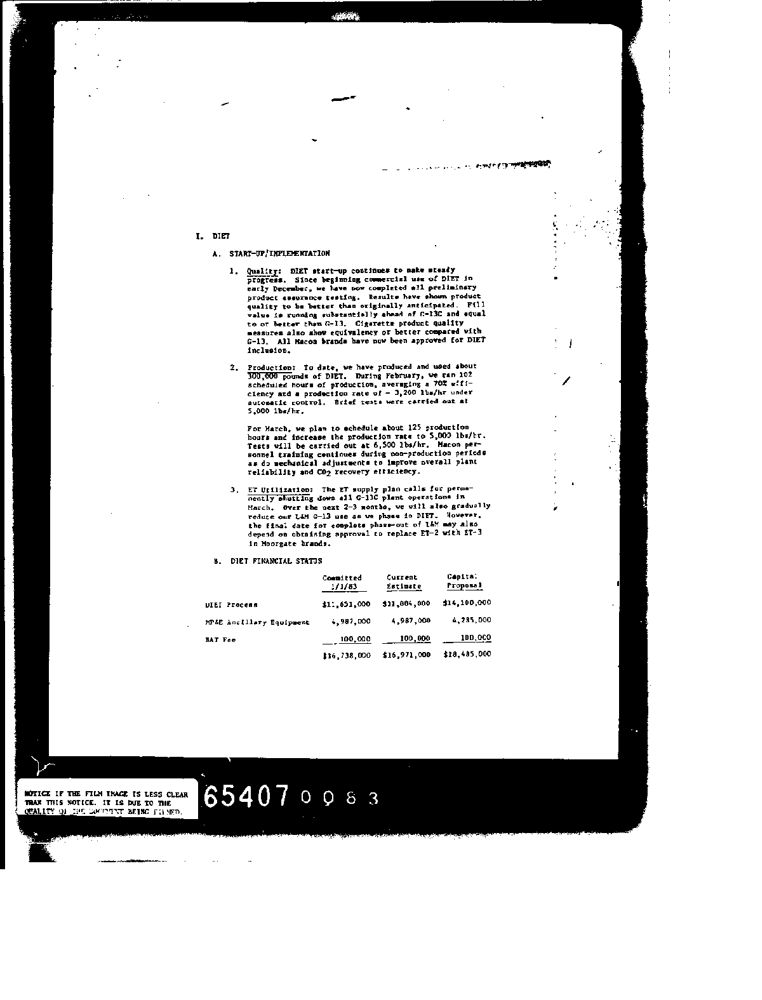 I. DIET
A. START-UP/IMPLEMENTATION
1. Quality: DIET start-up continues to make steady
progress. Since beginning commercial use of DIET in
early December, we have now completed all preliminary
product assurance testing. Results have shown product
quality to be better than originally anticipated. Fill
value is running substantially ahead of G-13C and equal
to or better than G-13. Cigarette product quality
measures also show equivalency or better compared with
G-13. All Macon brands have now been approved for DIET
inclusion.
2. Production: To date, we have produced and used about
300,000 pounds of DIET. During February, we ran 102
scheduled hours of production, averaging a 70% effi-
ciency and a production rate of ~ 3,200 lbs/hr under
automatic control. Brief tests were carried out at
5,000 lbs/hr.
For March, we plan to schedule about 125 production
hours and increase the production rate to 5,000 lbs/hr.
Tests will be carried out at 6,500 lbs/hr. Macon per-
sonnel training continues during non-production periods
as do mechanical adjustments to improve overall plant
reliability and CO2 recovery efficiency.
3. ET Utilization: The ET supply plan calls for perma-
nently shutting down all G-13C plant operations in
March. Over the next 2-3 months, we will also gradually
reduce our L&M G-13 use as we phase in DIET. However,
the final date for complete phase-out of L&M may also
depend on obtaining approval to replace ET-2 with ET-3
in Moorgate brands.
B. DIET FINANCIAL STATUS
Committed Current Capital
1/1/83 Estimate Proposal
DIET Process $11,651,000 $11,884,000 $14,100,000
MP&E Ancillary Equipment 4,987,000 4,987,000 4,285,000
BAT Fee 100,000 100,000 100,000
$16,738,000 $16,971,000 $18,485,000
NOTICE IF THE FILM IMAGE IS LESS CLEAR
THAN THIS NOTICE, IT IS DUE TO THE
QUALITY OF THE DOCUMENT BEING FILMED.
65407 0083